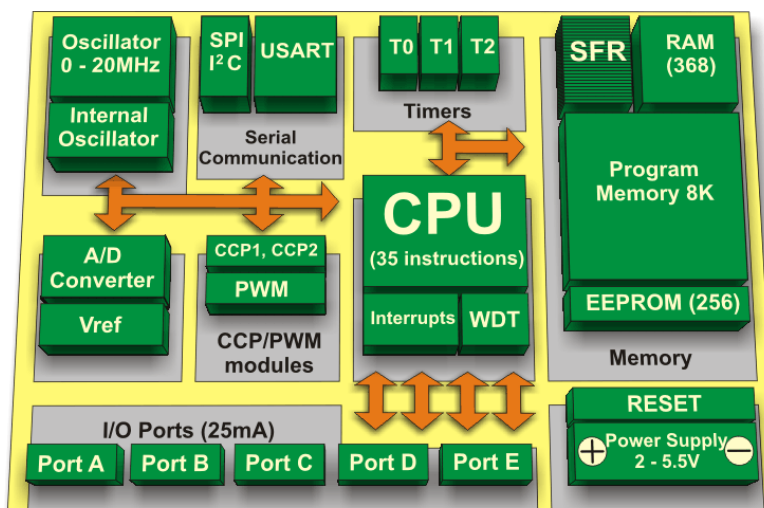 Oscillator
0 - 20MHz
Internal
Oscillator
SPI
I²C
USART
Serial
Communication
T0
T1
T2
Timers
SFR
RAM
(368)
Program
Memory 8K
EEPROM (256)
Memory
CPU
(35 instructions)
Interrupts
WDT
A/D
Converter
Vref
CCP1, CCP2
PWM
CCP/PWM
modules
I/O Ports (25mA)
Port A
Port B
Port C
Port D
Port E
RESET
+
Power Supply
2 - 5.5V
−